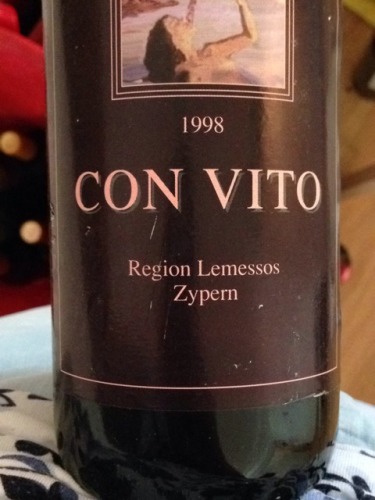 1998
CON VITO
Region Lemessos
Zypern